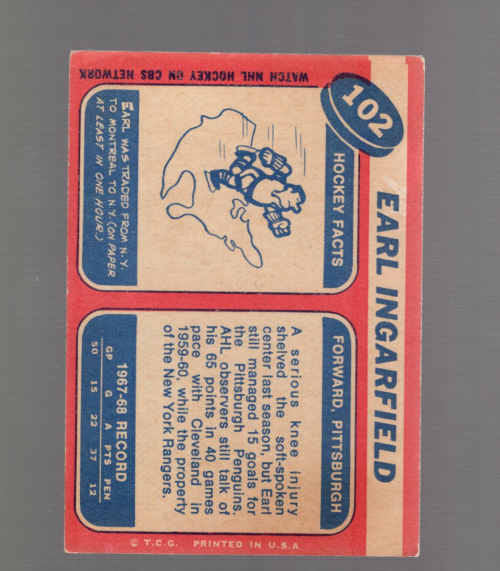 102
EARL INGARFIELD
HOCKEY FACTS
EARL WAS TRADED FROM N.Y.
TO MONTREAL TO N.Y. (ON PAPER
AT LEAST IN ONE HOUR.)
WATCH NHL HOCKEY ON CBS NETWORK
FORWARD, PITTSBURGH
A serious knee injury
shelved the soft-spoken
center last season, but Earl
still managed 15 goals for
the Pittsburgh Penguins.
AHL observers still talk of
his 65 points in 40 games
pace with Cleveland in
1959-60, while the property
of the New York Rangers.
1967-68 RECORD
GP G A PTS PEN
50 15 22 37 12
© T.C.G. PRINTED IN U.S.A